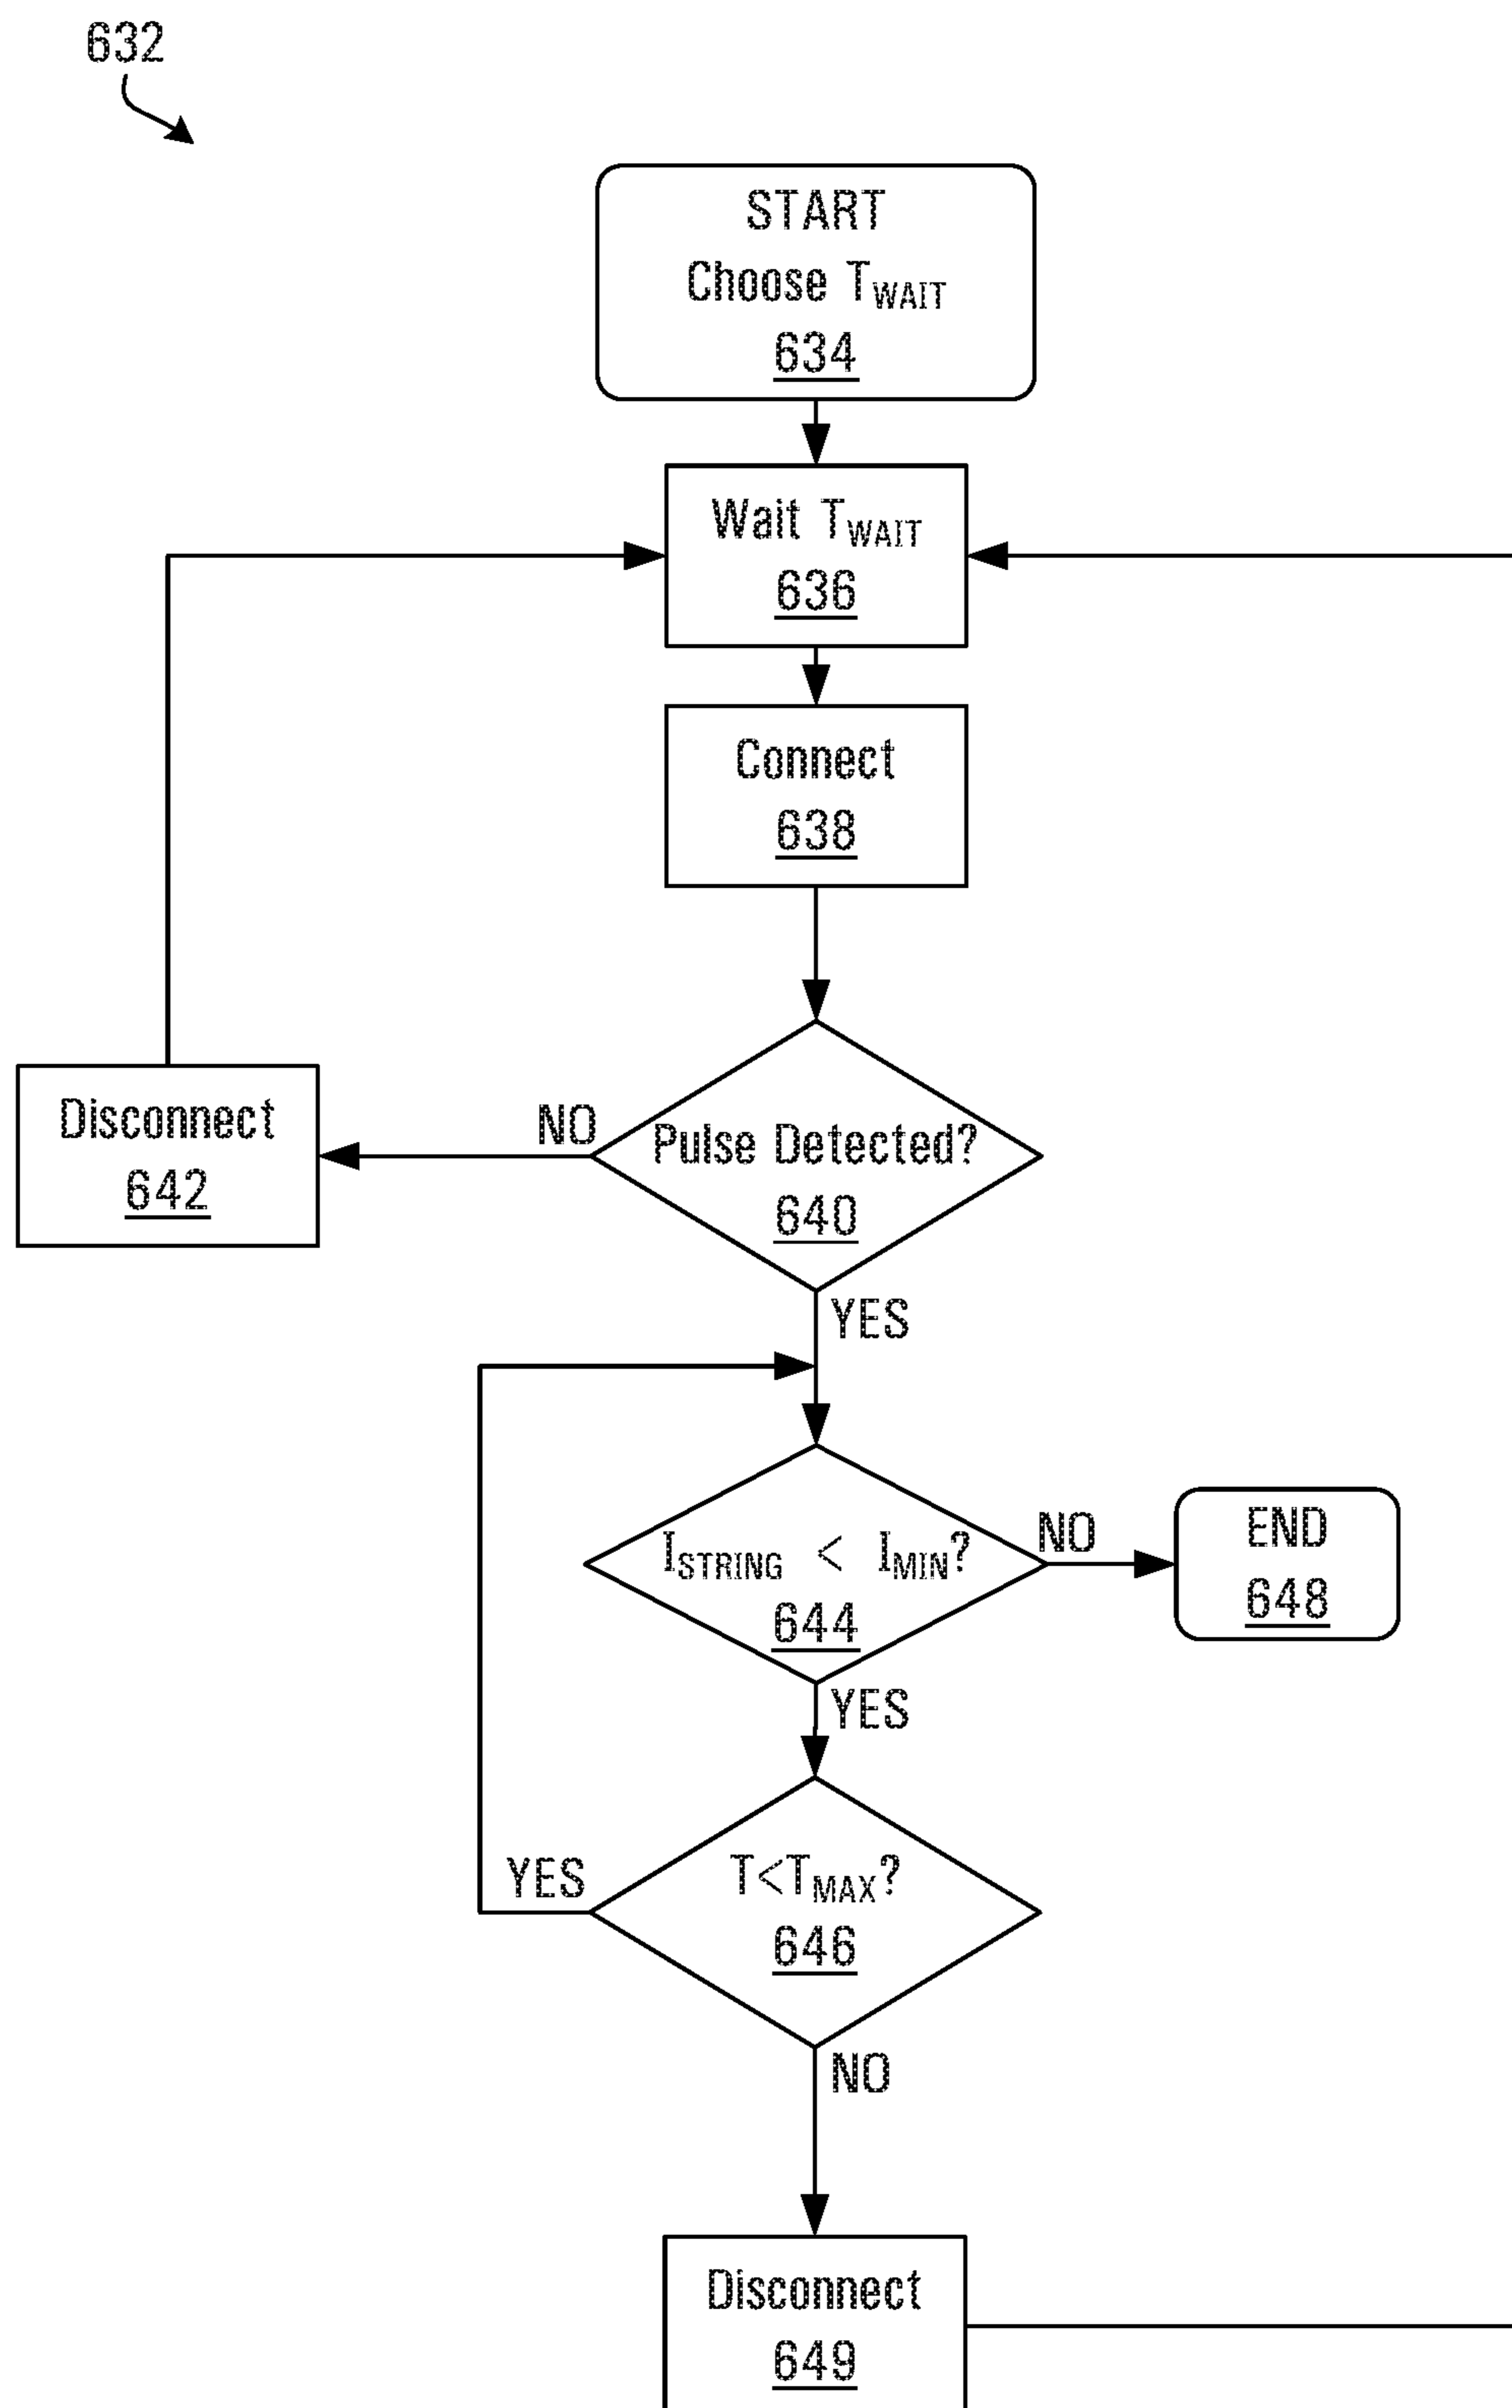 632
START
Choose TWAIT
634
Wait TWAIT
636
Connect
638
Disconnect
642
NO
Pulse Detected?
640
YES
ISTRING < IMIN?
644
NO
END
648
YES
T<TMAX?
646
YES
NO
Disconnect
649